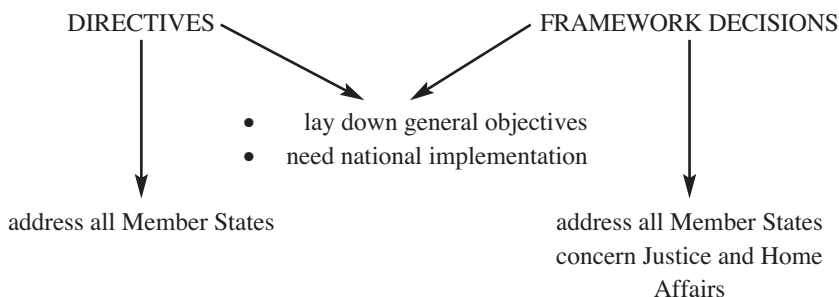 DIRECTIVES
FRAMEWORK DECISIONS
• lay down general objectives
• need national implementation
address all Member States
address all Member States
concern Justice and Home
Affairs